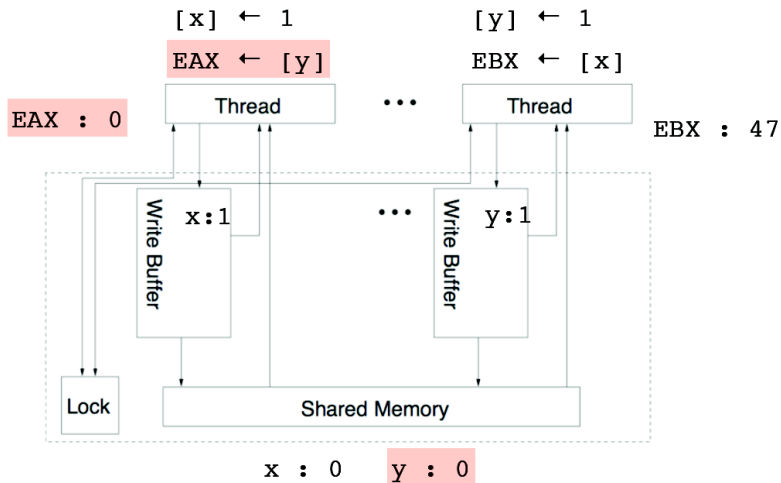 [x] ← 1
[y] ← 1
EAX ← [y]
EBX ← [x]
Thread
•••
Thread
EAX : 0
EBX : 47
Write Buffer
x:1
•••
Write Buffer
y:1
Lock
Shared Memory
x : 0
y : 0